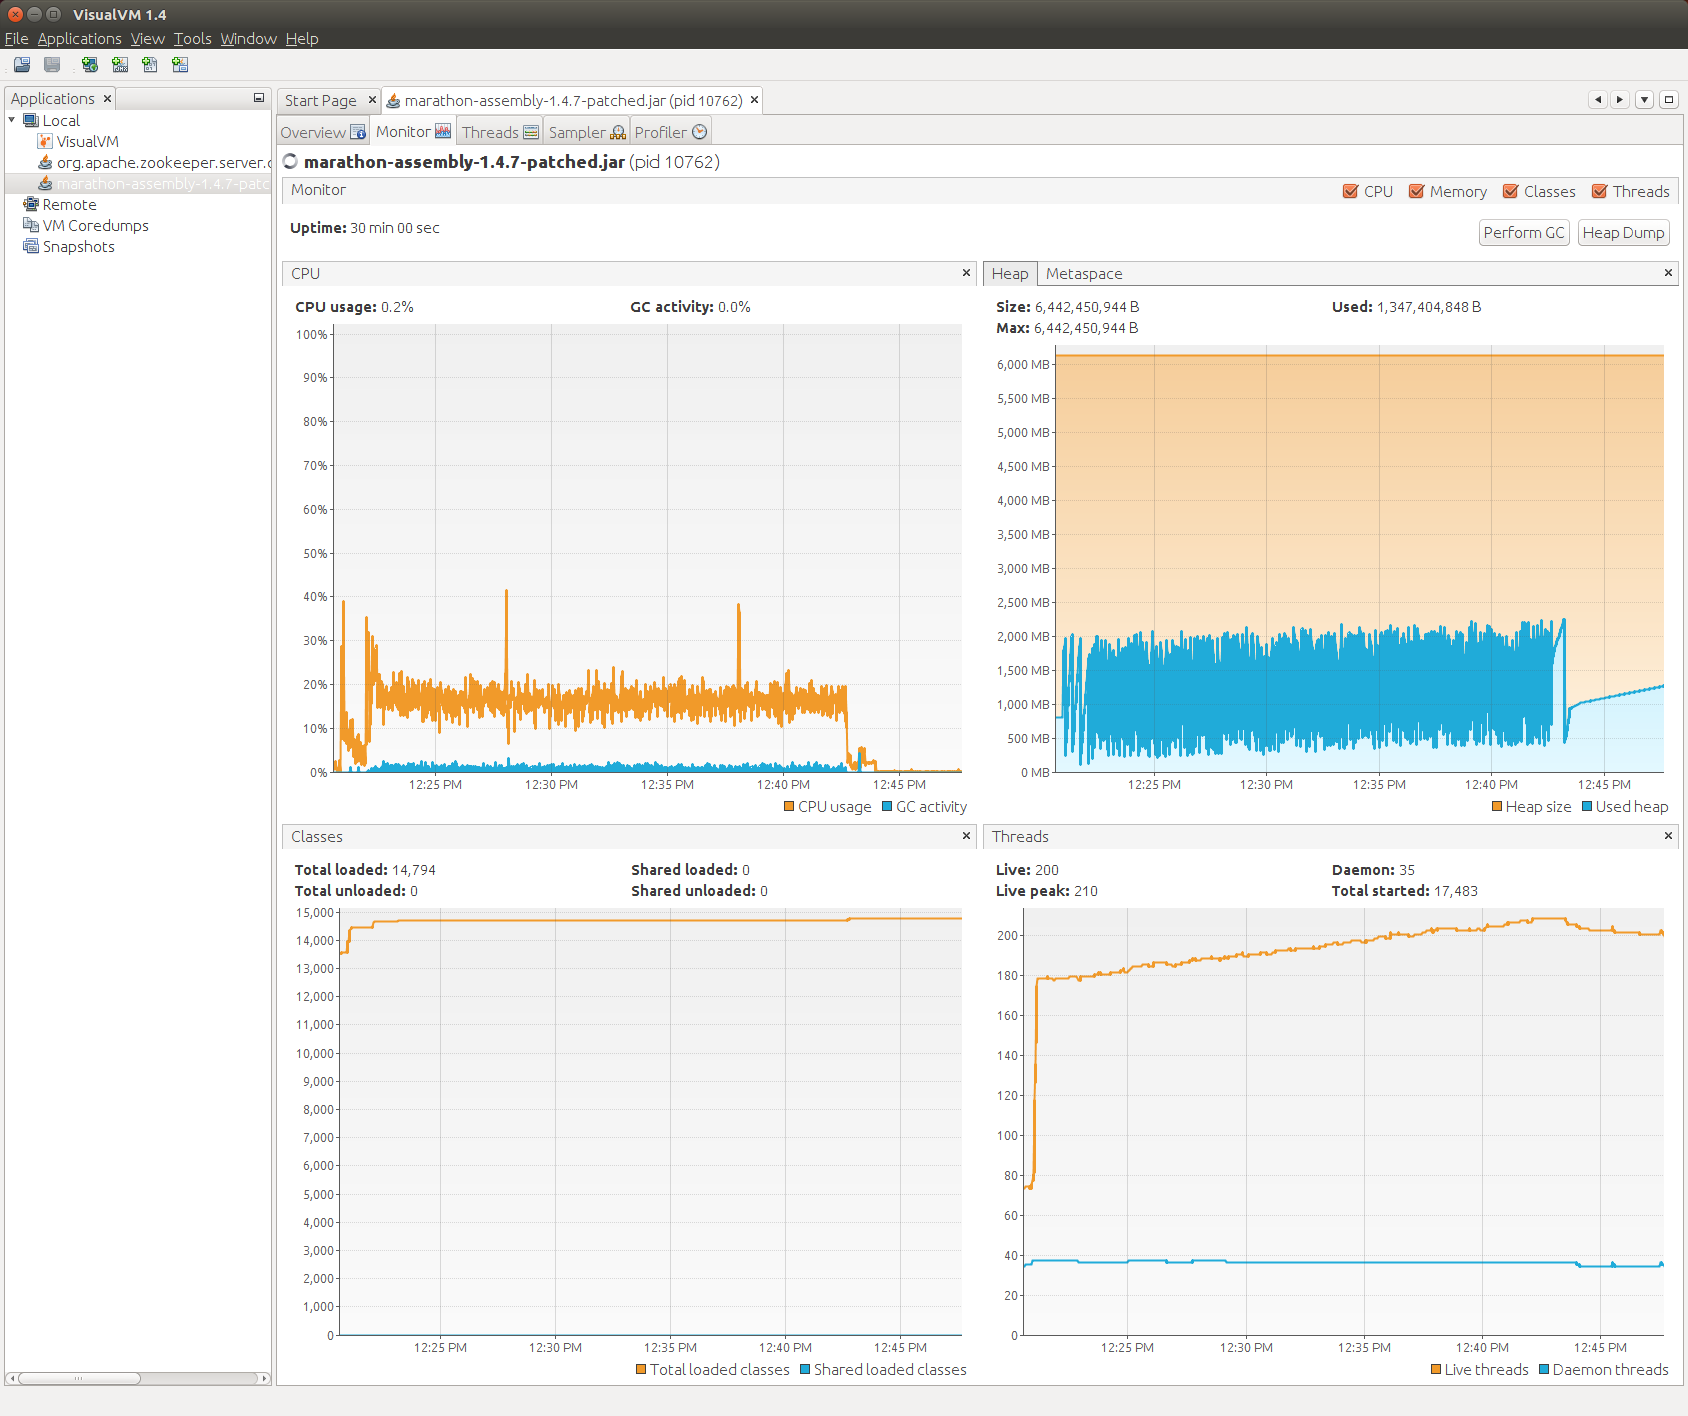 VisualVM 1.4
File Applications View Tools Window Help
Applications
Local
VisualVM
org.apache.zookeeper.server.
marathon-assembly-1.4.7-patc
Remote
VM Coredumps
Snapshots
Start Page
marathon-assembly-1.4.7-patched.jar (pid 10762)
Overview Monitor Threads Sampler Profiler
marathon-assembly-1.4.7-patched.jar (pid 10762)
Monitor
CPU Memory Classes Threads
Uptime: 30 min 00 sec
Perform GC Heap Dump
CPU
CPU usage: 0.2% GC activity: 0.0%
100%
90%
80%
70%
60%
50%
40%
30%
20%
10%
0%
12:25 PM 12:30 PM 12:35 PM 12:40 PM 12:45 PM
CPU usage GC activity
Heap Metaspace
Size: 6,442,450,944 B Used: 1,347,404,848 B
Max: 6,442,450,944 B
6,000 MB
5,500 MB
5,000 MB
4,500 MB
4,000 MB
3,500 MB
3,000 MB
2,500 MB
2,000 MB
1,500 MB
1,000 MB
500 MB
0 MB
12:25 PM 12:30 PM 12:35 PM 12:40 PM 12:45 PM
Heap size Used heap
Classes
Total loaded: 14,794 Shared loaded: 0
Total unloaded: 0 Shared unloaded: 0
15,000
14,000
13,000
12,000
11,000
10,000
9,000
8,000
7,000
6,000
5,000
4,000
3,000
2,000
1,000
0
12:25 PM 12:30 PM 12:35 PM 12:40 PM 12:45 PM
Total loaded classes Shared loaded classes
Threads
Live: 200 Daemon: 35
Live peak: 210 Total started: 17,483
200
180
160
140
120
100
80
60
40
20
0
12:25 PM 12:30 PM 12:35 PM 12:40 PM 12:45 PM
Live threads Daemon threads